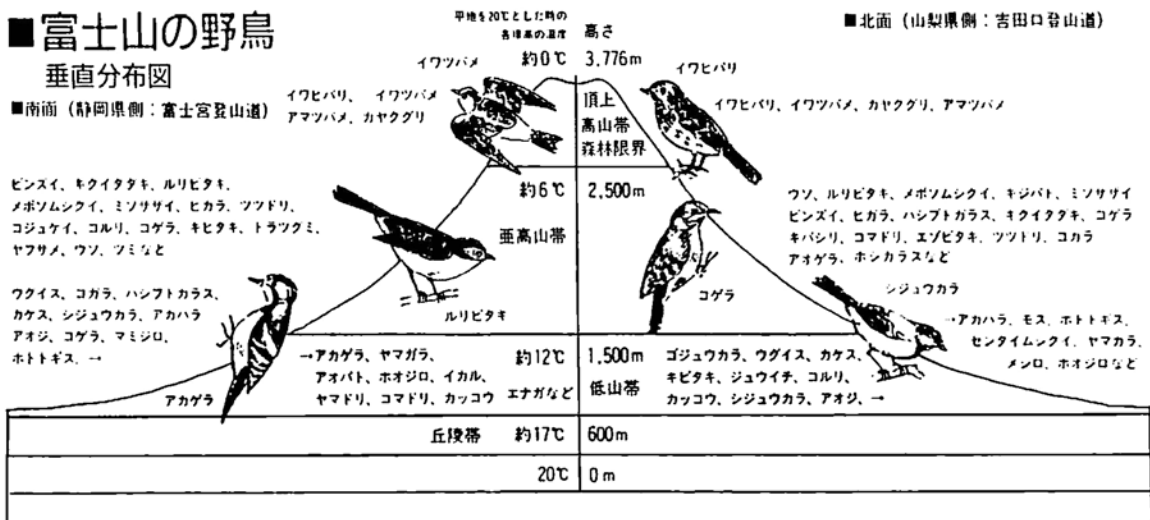 ■富士山の野鳥
垂直分布図
■南面（静岡県側：富士宮登山道）
平地を20℃とした時の
各標高の温度
高さ
■北面（山梨県側：吉田口登山道）
約0℃
3,776m
イワツバメ
イワヒバリ
イワヒバリ、イワツバメ
アマツバメ、カヤクグリ
頂上
高山帯
森林限界
イワヒバリ、イワツバメ、カヤクグリ、アマツバメ
約6℃
2,500m
ビンズイ、キクイタダキ、ルリビタキ、
メボソムシクイ、ミソサザイ、ヒガラ、ツツドリ、
コジュケイ、コルリ、コゲラ、キビタキ、トラツグミ、
ヤブサメ、ウソ、ツミなど
亜高山帯
ウソ、ルリビタキ、メボソムシクイ、キジバト、ミソサザイ
ビンズイ、ヒガラ、ハシブトガラス、キクイタダキ、コゲラ
キバシリ、コマドリ、エゾビタキ、ツツドリ、コガラ
アオゲラ、ホシガラスなど
ルリビタキ
コゲラ
シジュウカラ
ウグイス、コガラ、ハシブトガラス、
カケス、シジュウカラ、アカハラ
アオジ、コゲラ、マミジロ、
ホトトギス、→
アカゲラ
→アカゲラ、ヤマガラ、
アオバト、ホオジロ、イカル、
ヤマドリ、コマドリ、カッコウ
エナガなど
約12℃
1,500m
低山帯
ゴジュウカラ、ウグイス、カケス、
キビタキ、ジュウイチ、コルリ、
カッコウ、シジュウカラ、アオジ、→
→アカハラ、モズ、ホトトギス、
センダイムシクイ、ヤマガラ、
メジロ、ホオジロなど
丘陵帯
約17℃
600m
20℃
0m